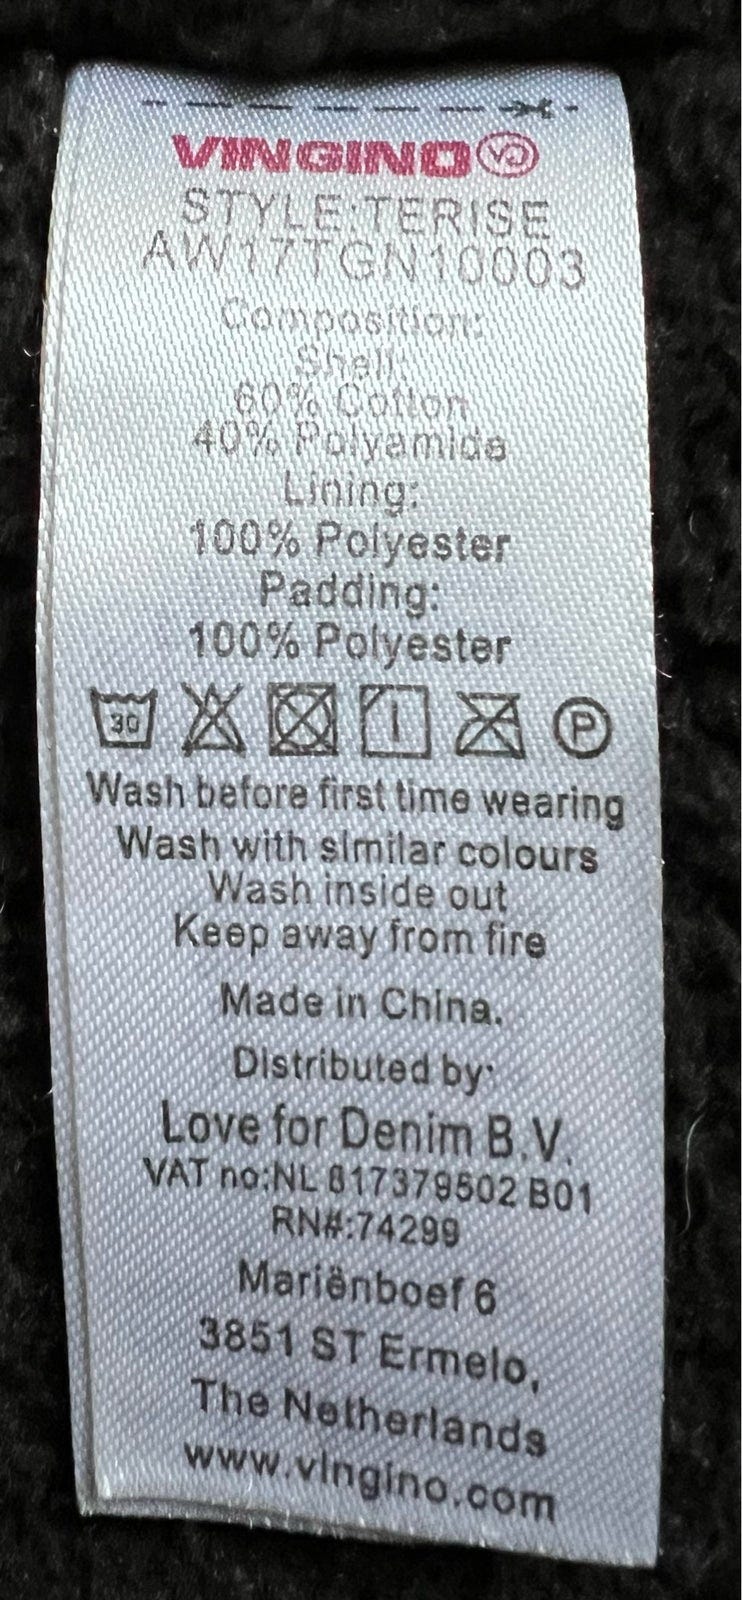 VINGINO
STYLE:TERISE
AW17TGN10003
Composition:
Shell:
60% Cotton
40% Polyamide
Lining:
100% Polyester
Padding:
100% Polyester
30 P
Wash before first time wearing
Wash with similar colours
Wash inside out
Keep away from fire
Made in China.
Distributed by:
Love for Denim B.V.
VAT no:NL 817379502 B01
RN#:74299
Mariënboef 6
3851 ST Ermelo,
The Netherlands
www.vingino.com